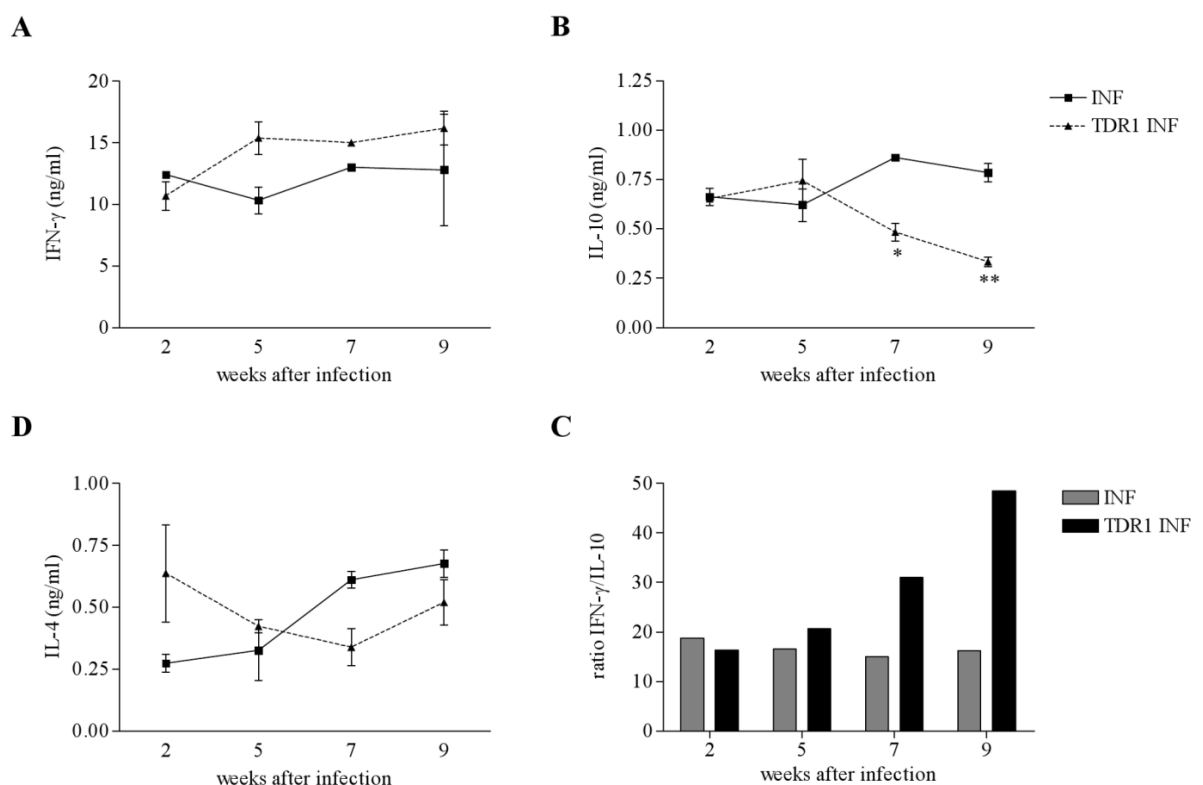 A
IFN-γ (ng/ml)
20
15
10
5
0
2 5 7 9
weeks after infection
B
IL-10 (ng/ml)
1.25
1.00
0.75
0.50
0.25
0.00
*
**
2 5 7 9
weeks after infection
INF
TDR1 INF
D
IL-4 (ng/ml)
1.00
0.75
0.50
0.25
0.00
2 5 7 9
weeks after infection
C
ratio IFN-γ/IL-10
50
40
30
20
10
0
2 5 7 9
weeks after infection
INF
TDR1 INF